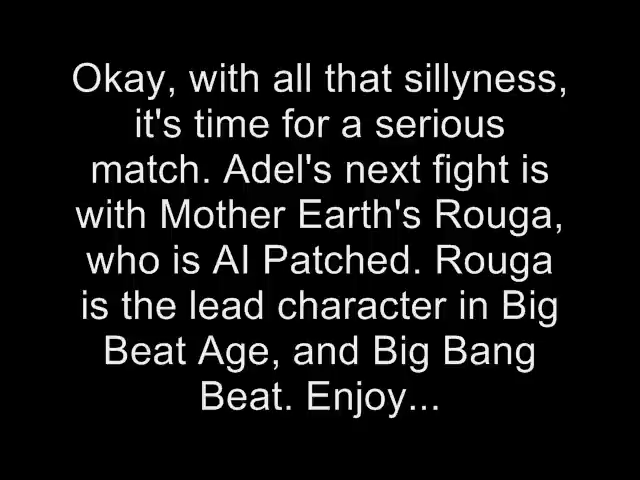 Okay, with all that sillyness,
it's time for a serious
match. Adel's next fight is
with Mother Earth's Rouga,
who is AI Patched. Rouga
is the lead character in Big
Beat Age, and Big Bang
Beat. Enjoy...